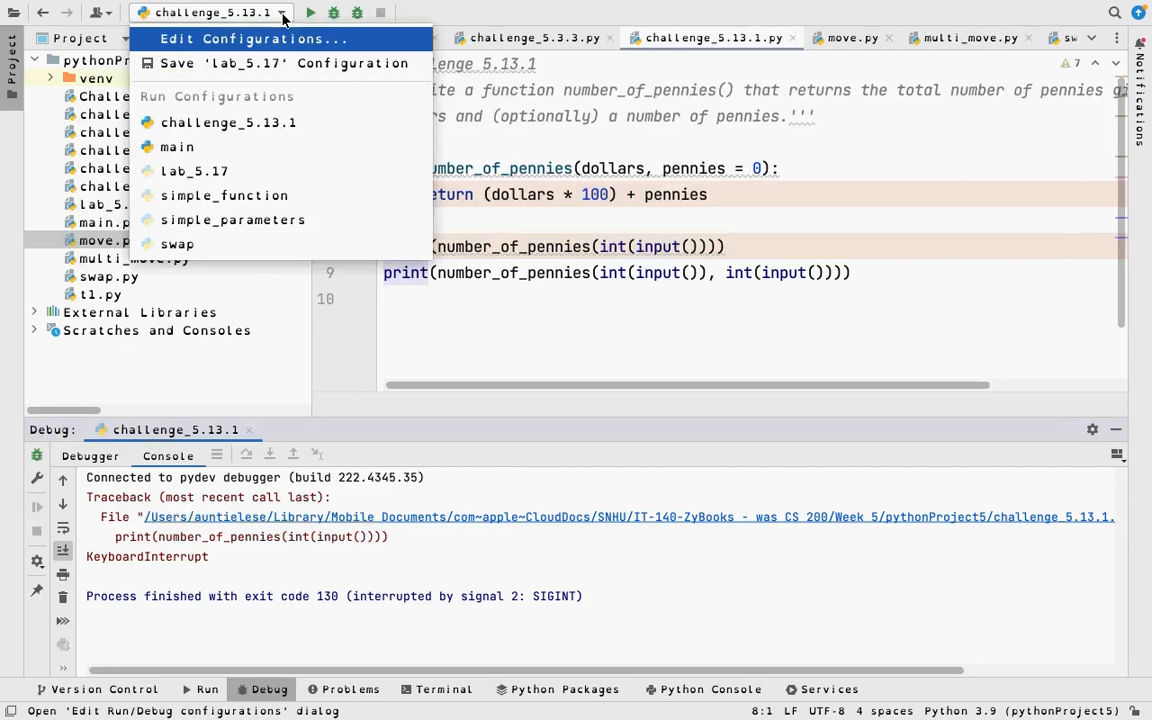 challenge_5.13.1
Project
challenge_5.3.3.py
challenge_5.13.1.py
move.py
multi_move.py
sw
Project
Notifications
Edit Configurations...
Save 'lab_5.17' Configuration
Run Configurations
challenge_5.13.1
main
lab_5.17
simple_function
simple_parameters
swap
pythonPr
venv
Challe
challe
challe
challe
challe
challe
lab_5.
main.p
move.p
multi_move.py
swap.py
t1.py
External Libraries
Scratches and Consoles
lenge 5.13.1
ite a function number_of_pennies() that returns the total number of pennies gi
rs and (optionally) a number of pennies.'''
7
umber_of_pennies(dollars, pennies = 0):
eturn (dollars * 100) + pennies
(number_of_pennies(int(input())))
9 print(number_of_pennies(int(input()), int(input())))
10
Debug: challenge_5.13.1
Debugger Console
Connected to pydev debugger (build 222.4345.35)
Traceback (most recent call last):
File "/Users/auntielese/Library/Mobile Documents/com~apple~CloudDocs/SNHU/IT-140-ZyBooks - was CS 200/Week 5/pythonProject5/challenge_5.13.1.
print(number_of_pennies(int(input())))
KeyboardInterrupt
Process finished with exit code 130 (interrupted by signal 2: SIGINT)
Version Control Run Debug Problems Terminal Python Packages Python Console Services
Open 'Edit Run/Debug configurations' dialog 8:1 LF UTF-8 4 spaces Python 3.9 (pythonProject5)